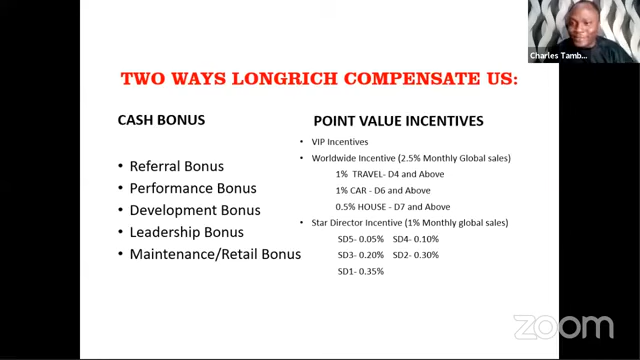 Charles Tamb...
TWO WAYS LONGRICH COMPENSATE US:
CASH BONUS
• Referral Bonus
• Performance Bonus
• Development Bonus
• Leadership Bonus
• Maintenance/Retail Bonus
POINT VALUE INCENTIVES
• VIP Incentives
• Worldwide Incentive (2.5% Monthly Global sales)
1% TRAVEL- D4 and Above
1% CAR - D6 and Above
0.5% HOUSE - D7 and Above
• Star Director Incentive (1% Monthly global sales)
SD5- 0.05% SD4- 0.10%
SD3- 0.20% SD2- 0.30%
SD1- 0.35%
zoom